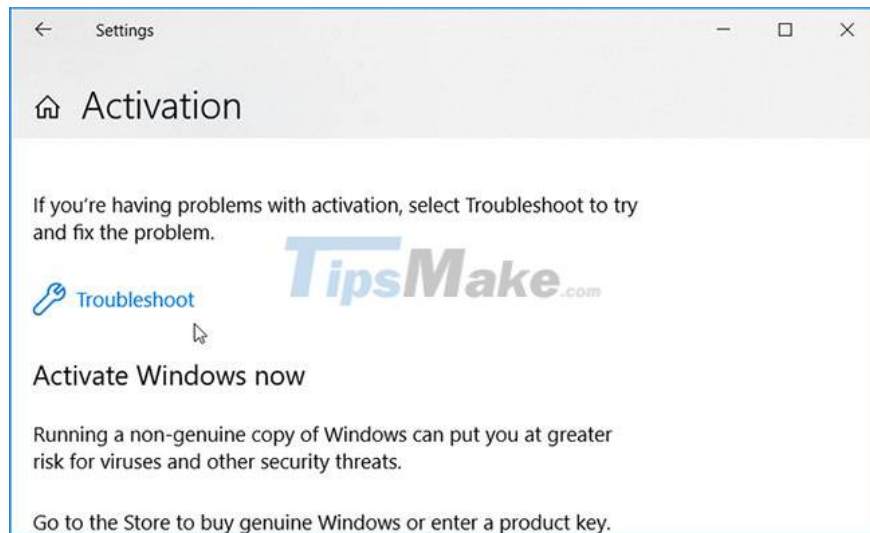 Settings
Activation
If you're having problems with activation, select Troubleshoot to try
and fix the problem.
TipsMake.com
Troubleshoot
Activate Windows now
Running a non-genuine copy of Windows can put you at greater
risk for viruses and other security threats.
Go to the Store to buy genuine Windows or enter a product key.